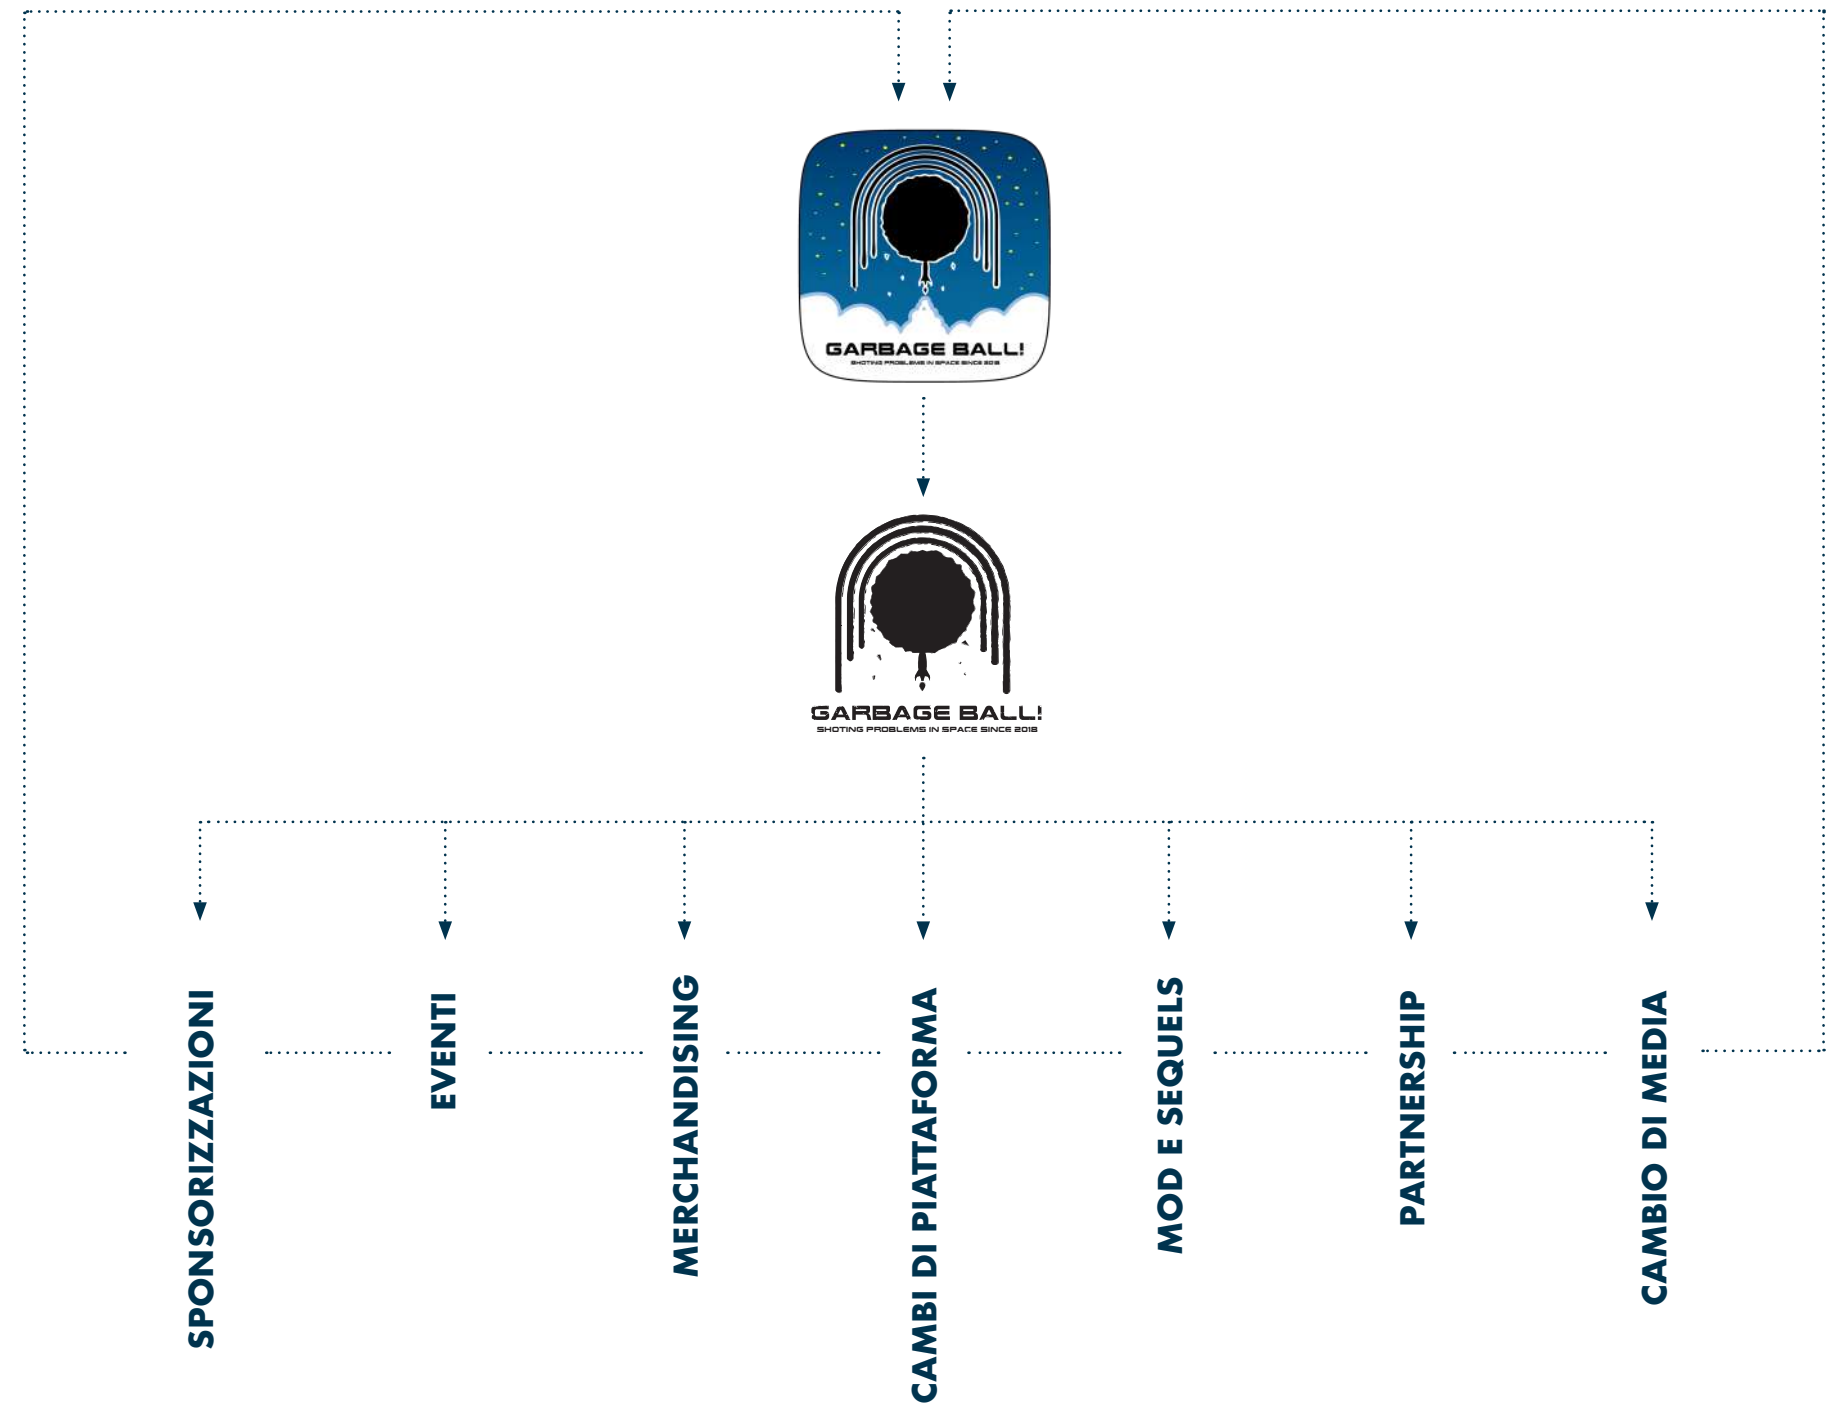 GARBAGE BALL!
SHOTING PROBLEMS IN SPACE SINCE 2018
GARBAGE BALL!
SHOTING PROBLEMS IN SPACE SINCE 2018
SPONSORIZZAZIONI
EVENTI
MERCHANDISING
CAMBI DI PIATTAFORMA
MOD E SEQUELS
PARTNERSHIP
CAMBIO DI MEDIA